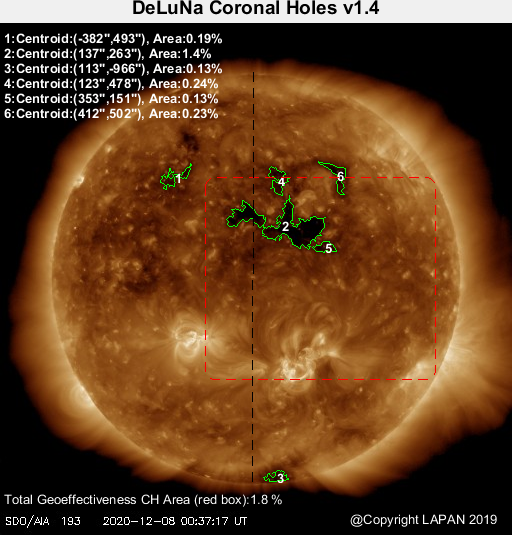 DeLuNa Coronal Holes v1.4
1:Centroid:(-382",493"), Area:0.19%
2:Centroid:(137",263"), Area:1.4%
3:Centroid:(113",-966"), Area:0.13%
4:Centroid:(123",478"), Area:0.24%
5:Centroid:(353",151"), Area:0.13%
6:Centroid:(412",502"), Area:0.23%
1
4
6
2
5
3
Total Geoeffectiveness CH Area (red box):1.8 %
SDO/AIA 193 2020-12-08 00:37:17 UT
@Copyright LAPAN 2019